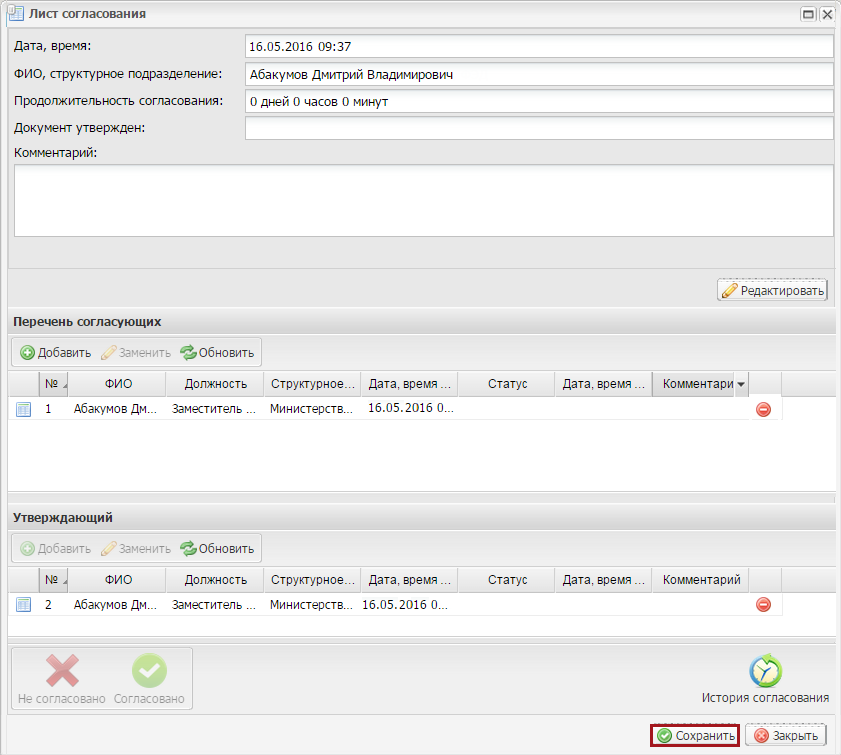 Лист согласования
Дата, время: 16.05.2016 09:37
ФИО, структурное подразделение: Абакумов Дмитрий Владимирович
Продолжительность согласования: 0 дней 0 часов 0 минут
Документ утвержден:
Комментарий:
Редактировать
Перечень согласующих
Добавить Заменить Обновить
№ ФИО Должность Структурное... Дата, время ... Статус Дата, время ... Комментари
1 Абакумов Дм... Заместитель ... Министерств... 16.05.2016 0...
Утверждающий
Добавить Заменить Обновить
№ ФИО Должность Структурное... Дата, время ... Статус Дата, время ... Комментарий
2 Абакумов Дм... Заместитель ... Министерств... 16.05.2016 0...
Не согласовано Согласовано История согласования
Сохранить Закрыть